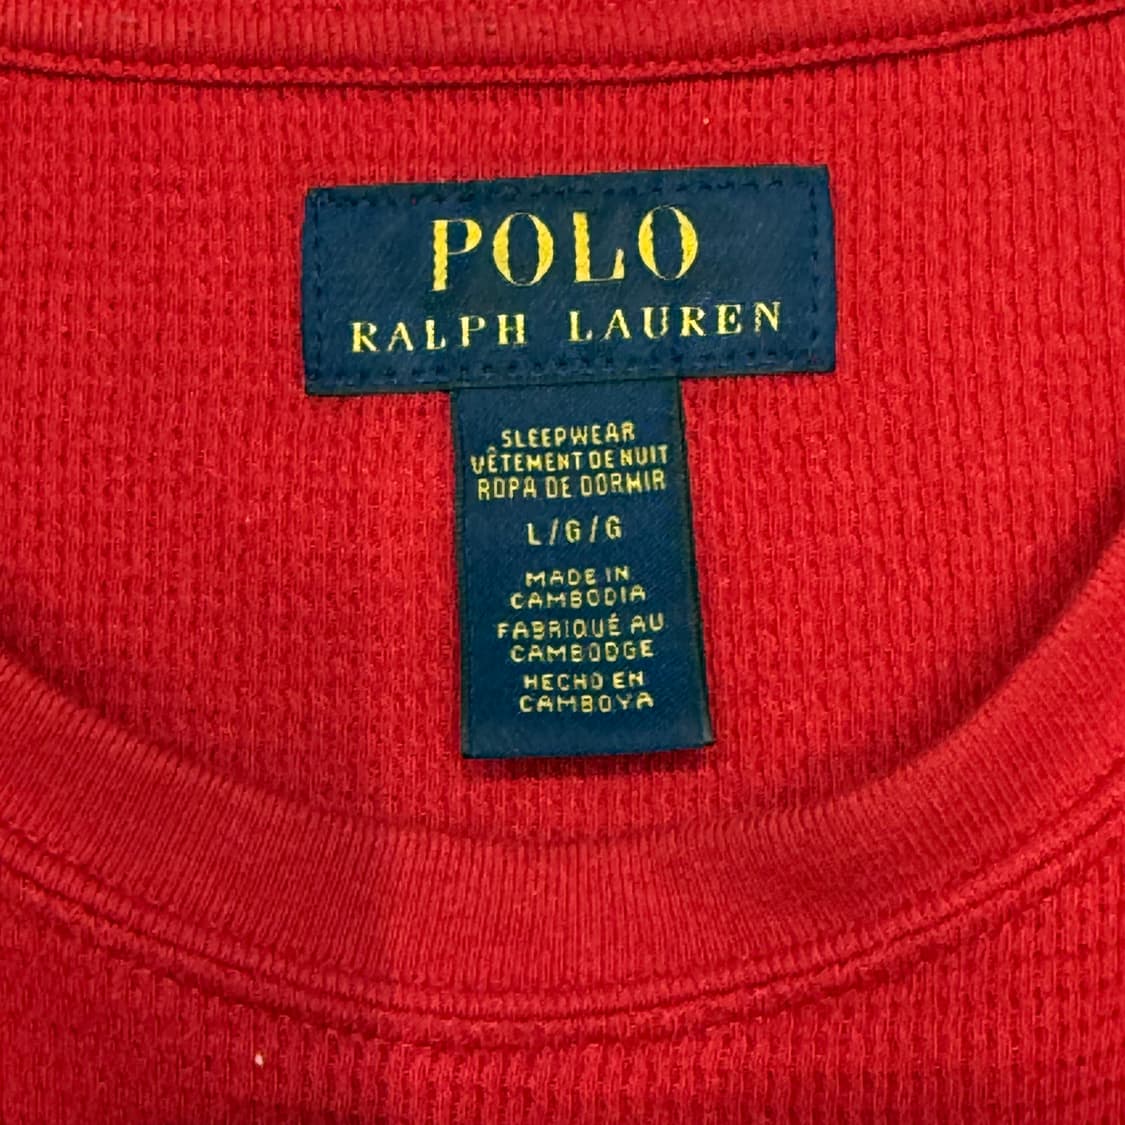 POLO
RALPH LAUREN
SLEEPWEAR
VÊTEMENT DE NUIT
ROPA DE DORMIR
L/G/G
MADE IN
CAMBODIA
FABRIQUÉ AU
CAMBODGE
HECHO EN
CAMBOYA